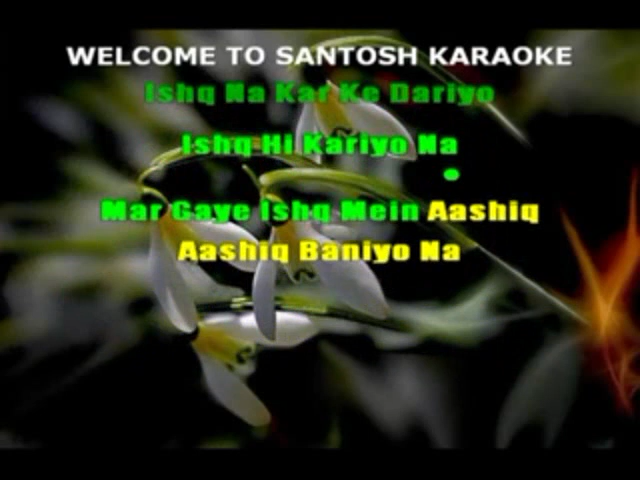 WELCOME TO SANTOSH KARAOKE
Ishq Na Kar Ke Dariyo
Ishq Hi Kariyo Na
Mar Gaye Ishq Mein Aashiq
Aashiq Baniyo Na